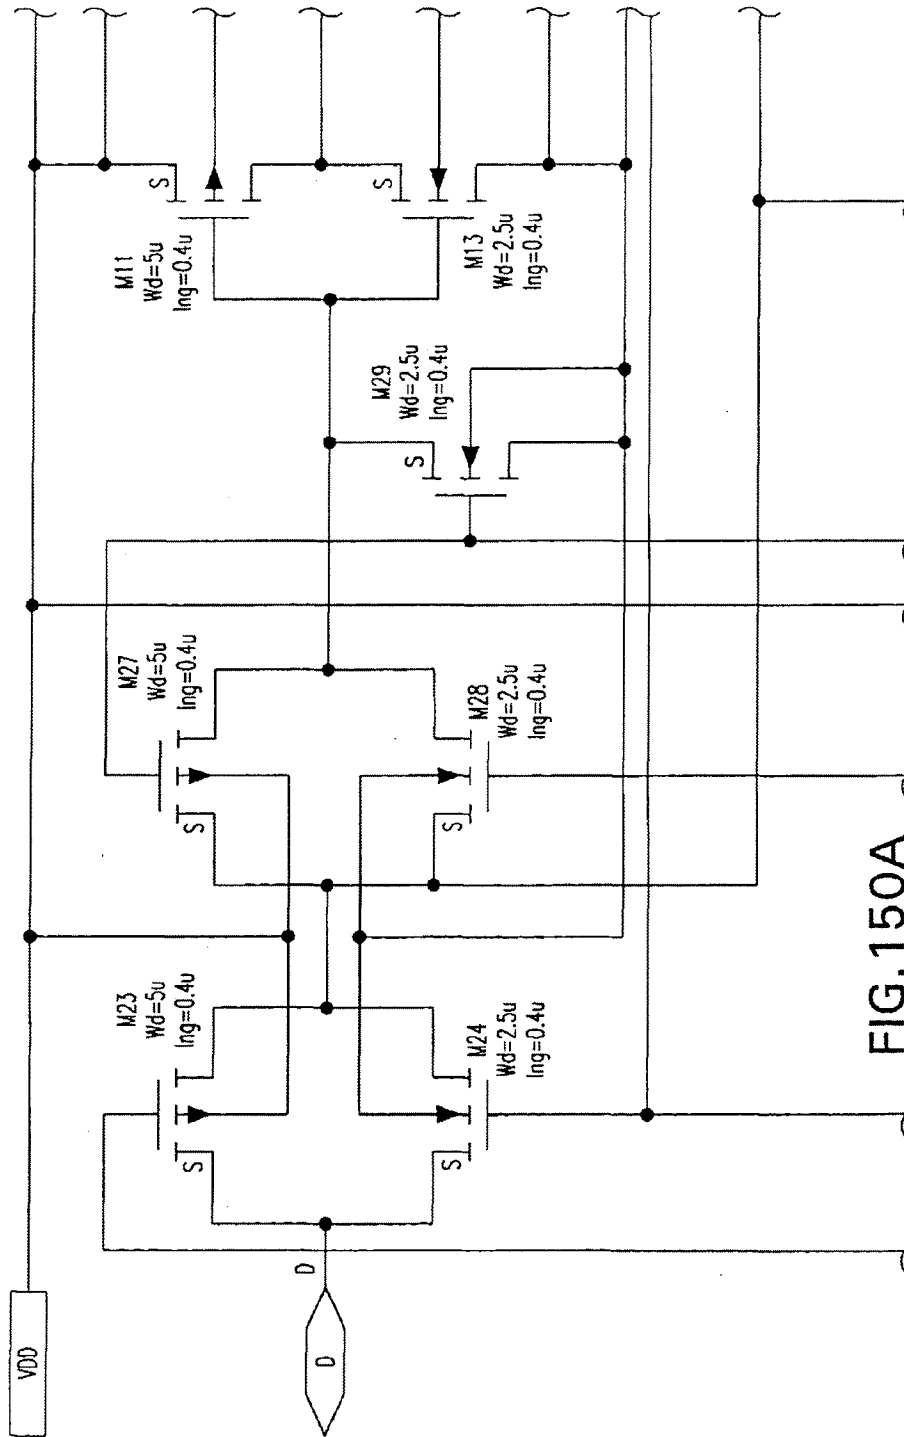 VDD
D
D
M23
Wd=5u
lng=0.4u
S
M24
Wd=2.5u
lng=0.4u
S
M27
Wd=5u
lng=0.4u
S
M28
Wd=2.5u
lng=0.4u
S
M29
Wd=2.5u
lng=0.4u
S
M11
Wd=5u
lng=0.4u
S
M13
Wd=2.5u
lng=0.4u
S
FIG.150A